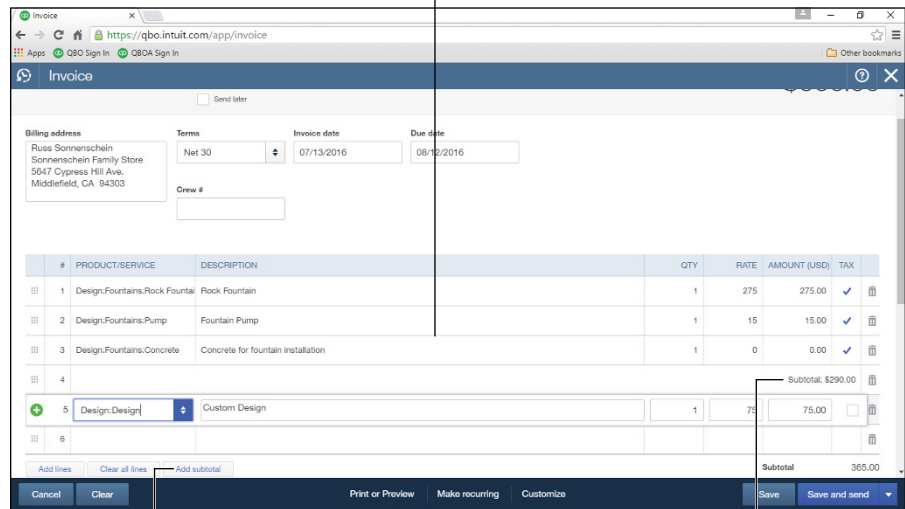 Invoice
https://qbo.intuit.com/app/invoice
Apps QBO Sign In QBOA Sign In Other bookmarks
Invoice
Send later
Billing address Terms Invoice date Due date
Russ Sonnenschein
Sonnenschein Family Store
5647 Cypress Hill Ave.
Middlefield, CA 94303
Net 30 07/13/2016 08/12/2016
Crew #
# PRODUCT/SERVICE DESCRIPTION QTY RATE AMOUNT (USD) TAX
1 Design:Fountains:Rock Fountai Rock Fountain 1 275 275.00
2 Design:Fountains:Pump Fountain Pump 1 15 15.00
3 Design:Fountains:Concrete Concrete for fountain installation 1 0 0.00
4 Subtotal: $290.00
5 Design:Design Custom Design 1 75 75.00
6
Add lines Clear all lines Add subtotal Subtotal 365.00
Cancel Clear Print or Preview Make recurring Customize Save Save and send